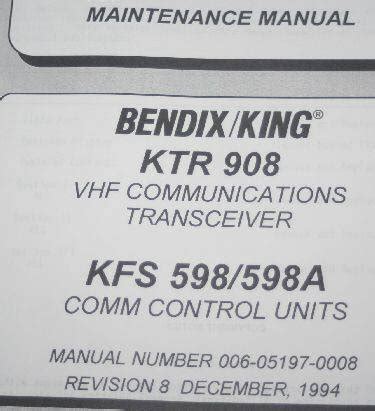 MAINTENANCE MANUAL
BENDIX/KING®
KTR 908
VHF COMMUNICATIONS
TRANSCEIVER
KFS 598/598A
COMM CONTROL UNITS
MANUAL NUMBER 006-05197-0008
REVISION 8 DECEMBER, 1994